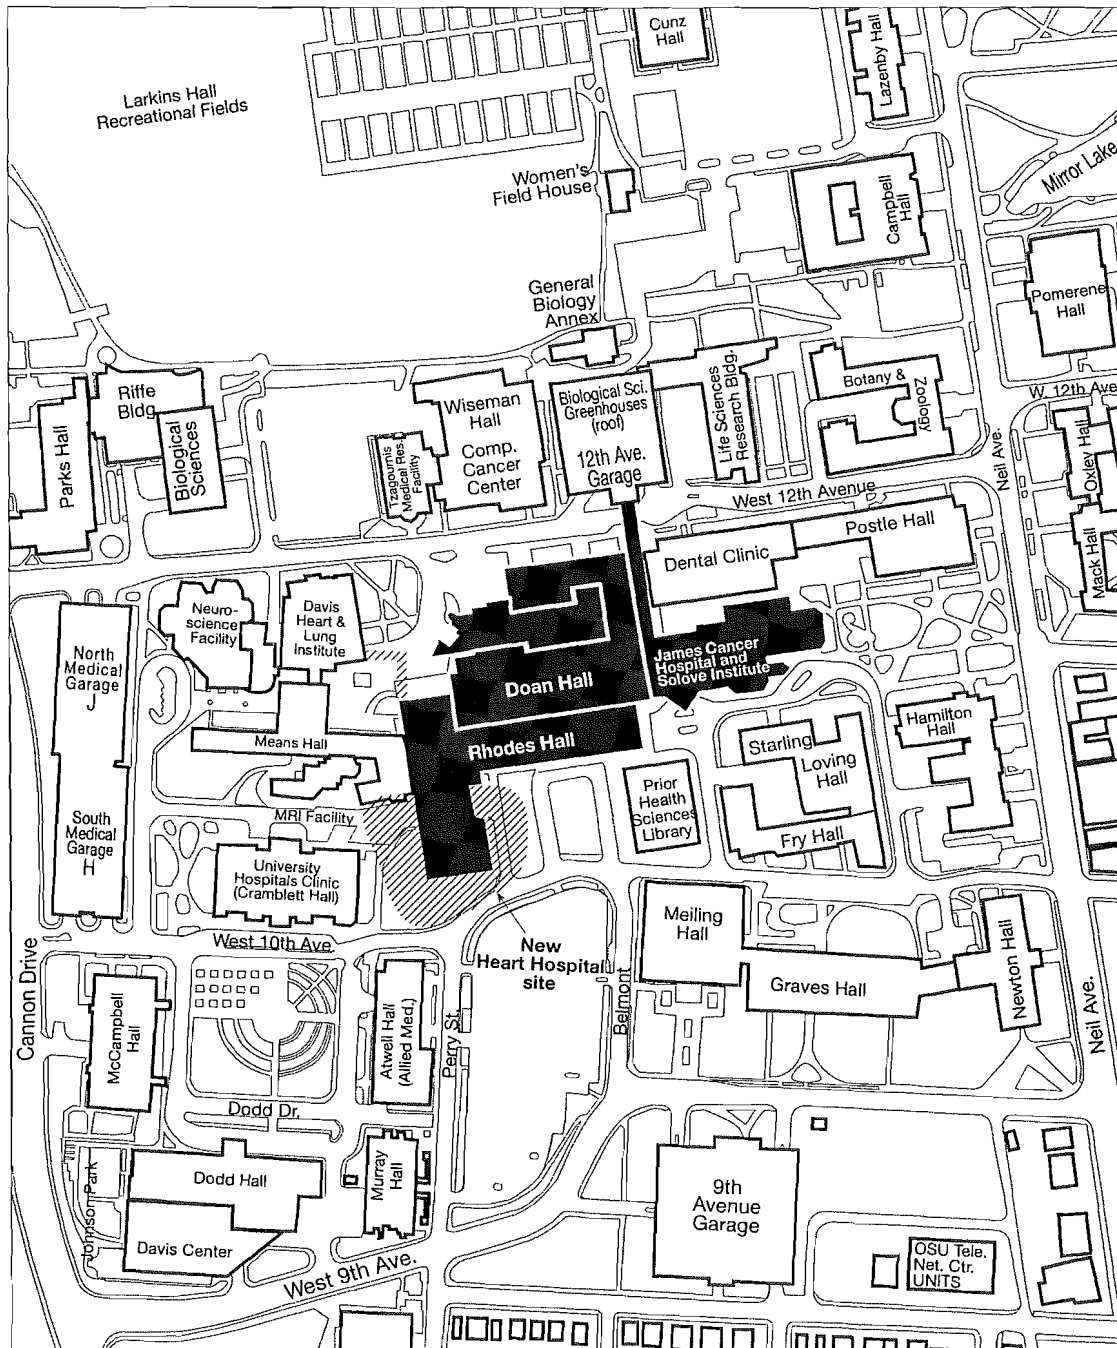 Cunz
Hall
Lazenby Hall
Larkins Hall
Recreational Fields
Women's
Field House
Campbell
Hall
Mirror Lake
General
Biology
Annex
Pomerene
Hall
Riffe
Bldg.
Biological
Sciences
Parks Hall
Wiseman
Hall
Comp.
Cancer
Center
Tzagournis
Medical Res.
Facility
Biological Sci.
Greenhouses
(roof)
12th Ave.
Garage
Life Sciences
Research Bldg.
Botany &
Zoology
W. 12th Ave
Oxley Hall
Neil Ave.
West 12th Avenue
Mack Hall
Dental Clinic
Postle Hall
Neuro-
science
Facility
Davis
Heart &
Lung
Institute
North
Medical
Garage
J
James Cancer
Hospital and
Solove Institute
Doan Hall
Rhodes Hall
Means Hall
Hamilton
Hall
Starling
Loving
Hall
Prior
Health
Sciences
Library
Fry Hall
South
Medical
Garage
H
MRI Facility
University
Hospitals Clinic
(Cramblett Hall)
West 10th Ave.
New
Heart Hospital
site
Meiling
Hall
Graves Hall
Newton Hall
Neil Ave.
Cannon Drive
McCampbell
Hall
Atwell Hall
(Allied Med.)
Perry St.
Belmont
Dodd Dr.
Johnson Park
Dodd Hall
Murray
Hall
Davis Center
West 9th Ave.
9th
Avenue
Garage
OSU Tele.
Net. Ctr.
UNITS